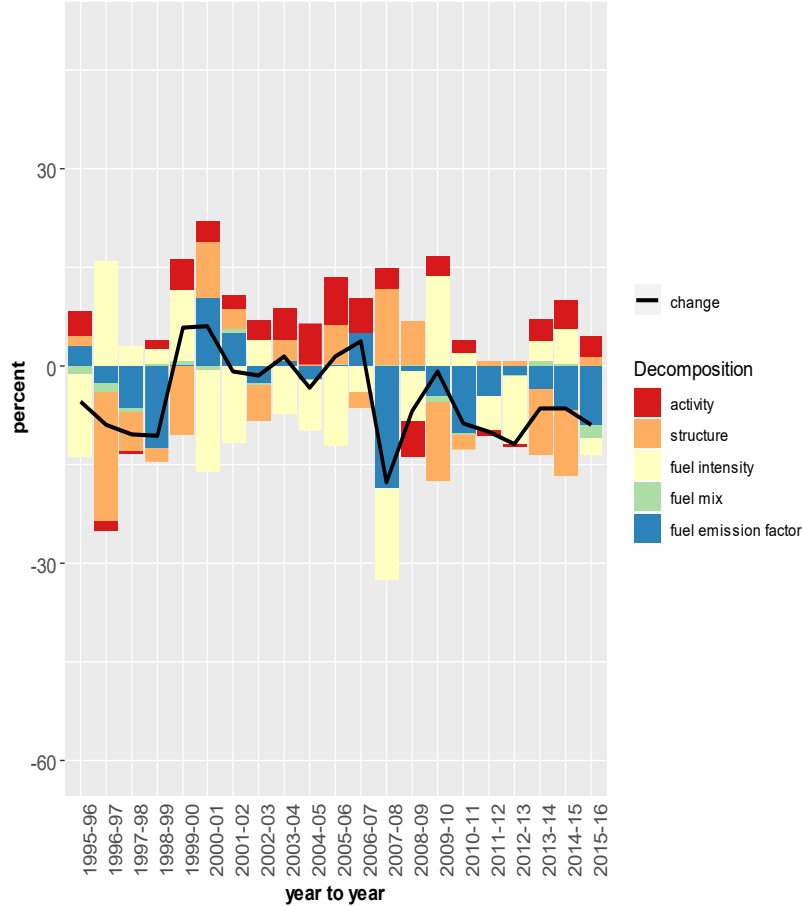 30
0
-30
-60
percent
1995-96
1996-97
1997-98
1998-99
1999-00
2000-01
2001-02
2002-03
2003-04
2004-05
2005-06
2006-07
2007-08
2008-09
2009-10
2010-11
2011-12
2012-13
2013-14
2014-15
2015-16
year to year
change
Decomposition
activity
structure
fuel intensity
fuel mix
fuel emission factor